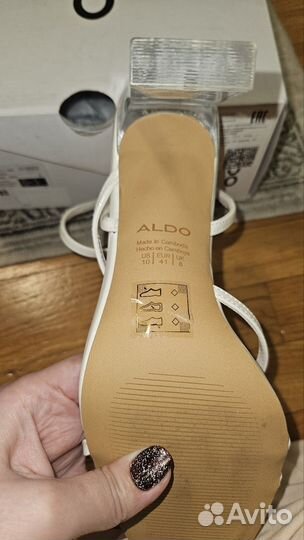 ALDO
Made in Cambodia
Hecho en Camboya
US EUR UK
10 41 8
EAC
Avito